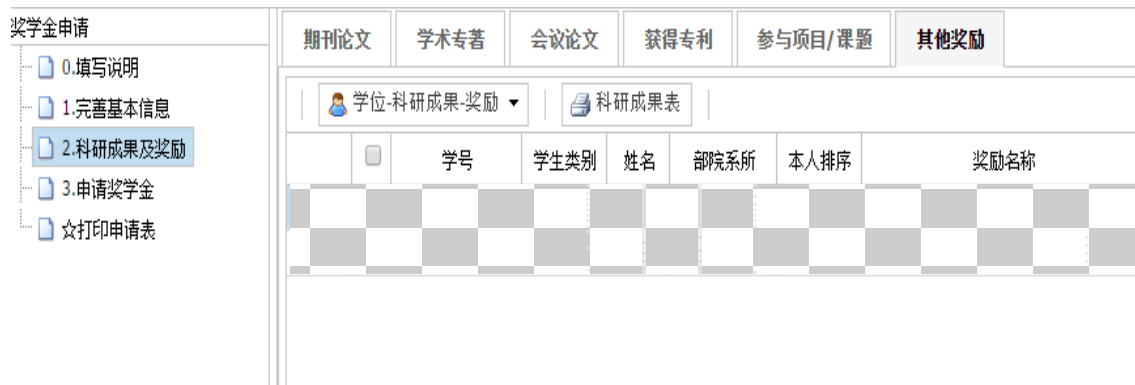 奖学金申请
0.填写说明
1.完善基本信息
2.科研成果及奖励
3.申请奖学金
☆打印申请表
期刊论文 学术专著 会议论文 获得专利 参与项目/课题 其他奖励
学位-科研成果-奖励 科研成果表
学号 学生类别 姓名 部院系所 本人排序 奖励名称